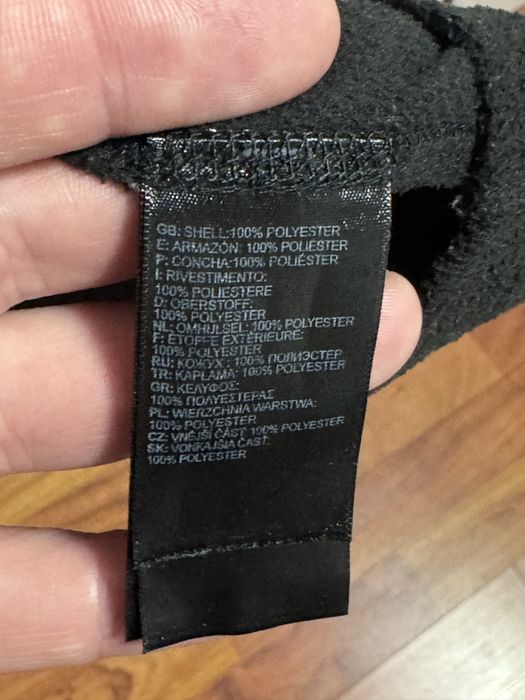 GB: SHELL:100% POLYESTER
E: ARMAZÓN: 100% POLIÉSTER
P: CONCHA:100% POLIÉSTER
I: RIVESTIMENTO:
100% POLIESTERE
D: OBERSTOFF:
100% POLYESTER
NL: OMHULSEL: 100% POLYESTER
F: ÉTOFFE EXTÉRIEURE:
100% POLYESTER
RU: КОЖУХ : 100% ПОЛИЭСТЕР
TR: KAPLAMA: 100% POLYESTER
GR: ΚΕΛΥΦΟΣ:
100% ΠΟΛΥΕΣΤΕΡΑΣ
PL: WIERZCHNIA WARSTWA:
100% POLYESTER
CZ: VNĚJŠÍ ČÁST: 100% POLYESTER
SK: VONKAJŠIA ČASŤ:
100% POLYESTER